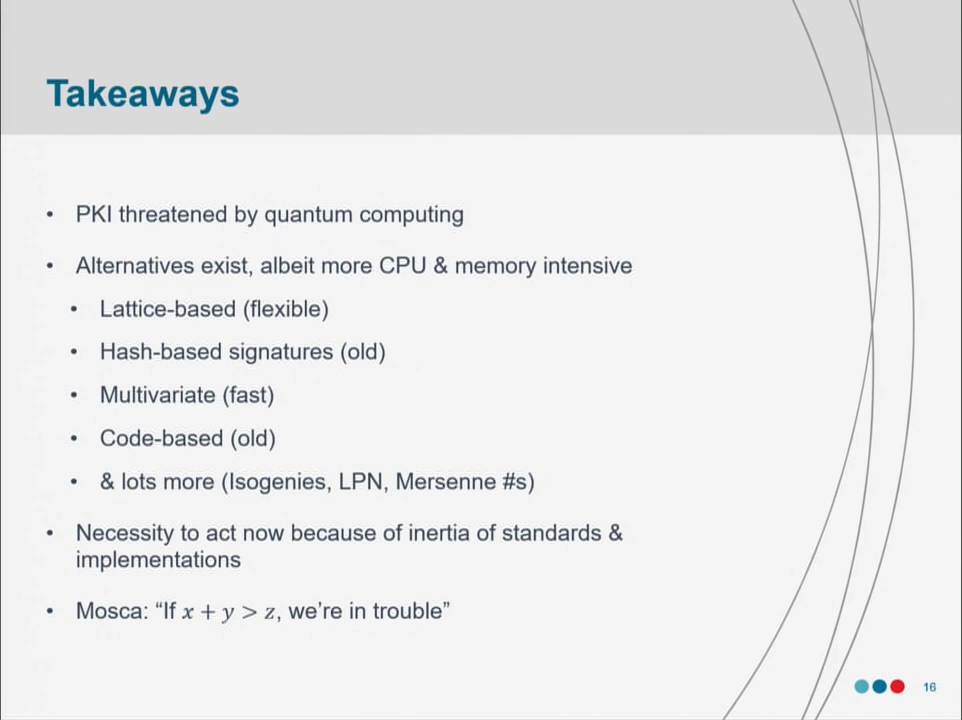 Takeaways
• PKI threatened by quantum computing
• Alternatives exist, albeit more CPU & memory intensive
• Lattice-based (flexible)
• Hash-based signatures (old)
• Multivariate (fast)
• Code-based (old)
• & lots more (Isogenies, LPN, Mersenne #s)
• Necessity to act now because of inertia of standards &
implementations
• Mosca: “If x + y > z, we’re in trouble”
16